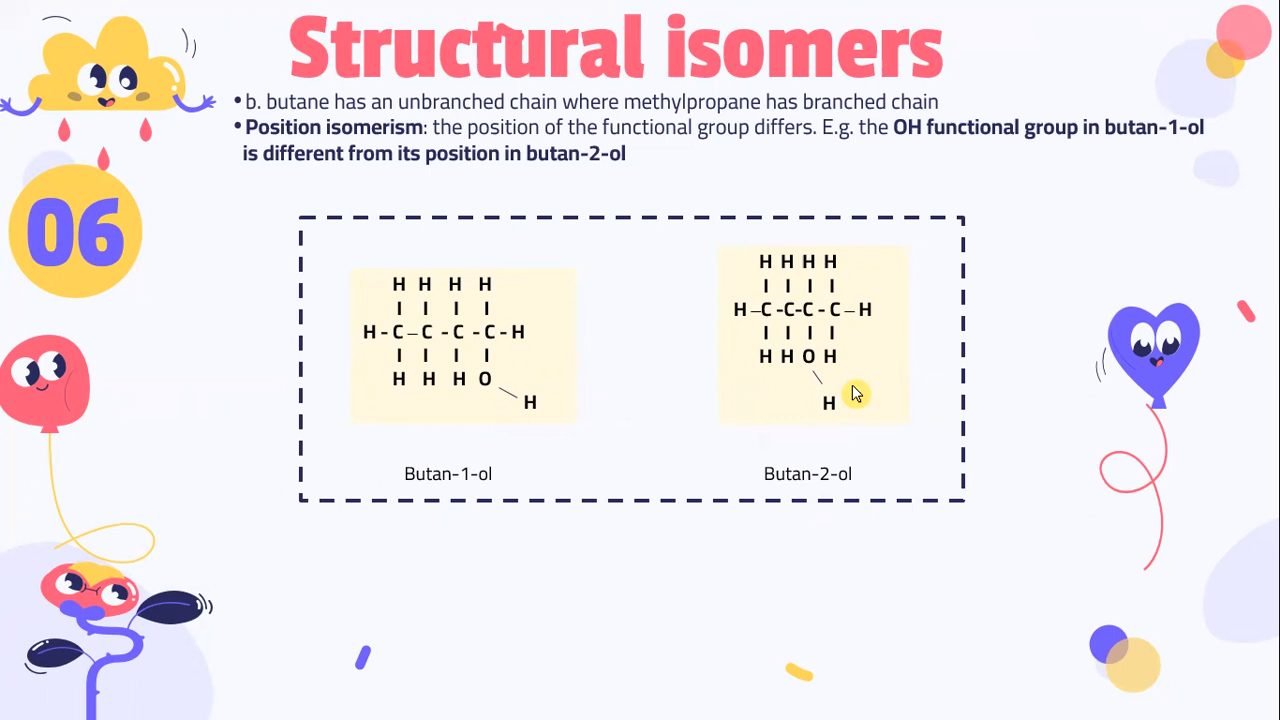 Structural isomers
• b. butane has an unbranched chain where methylpropane has branched chain
• Position isomerism: the position of the functional group differs. E.g. the OH functional group in butan-1-ol
is different from its position in butan-2-ol
06
H H H H
H - C – C - C - C - H
H H H O
H
Butan-1-ol
H H H H
H – C - C - C - C – H
H H O H
H
Butan-2-ol